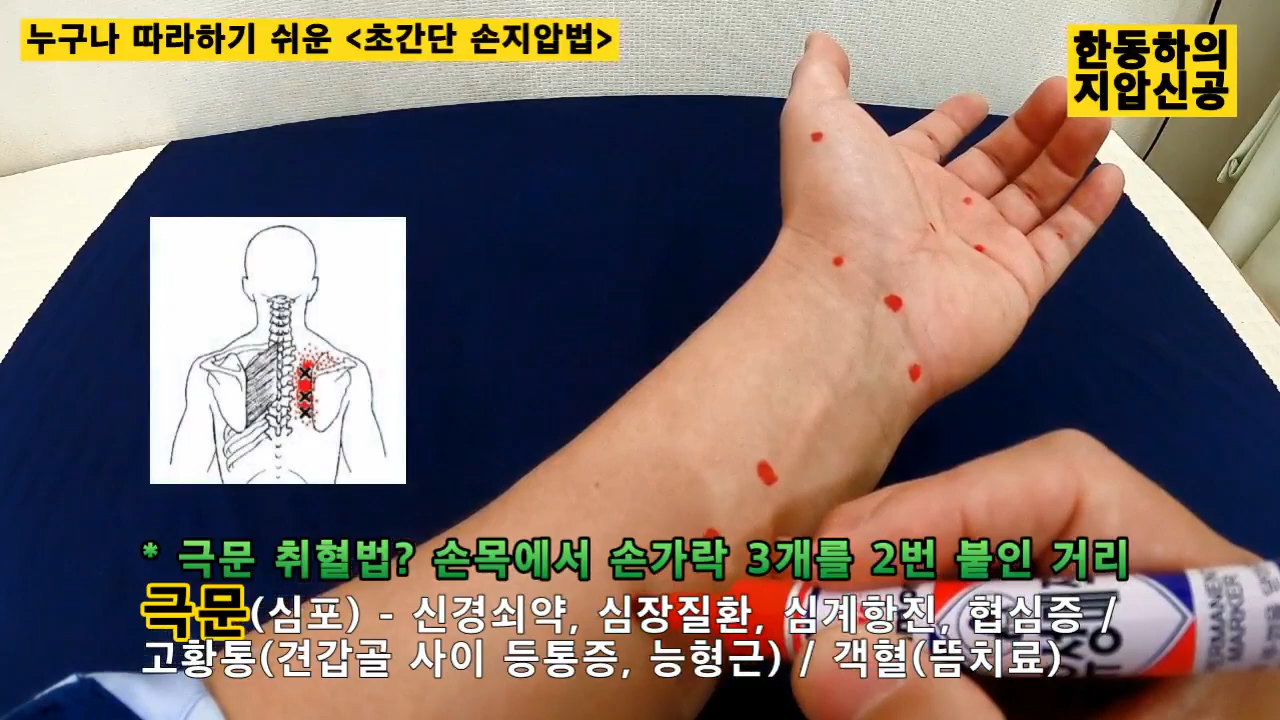 누구나 따라하기 쉬운 <초간단 손지압법>
한동하의
지압신공
* 극문 취혈법? 손목에서 손가락 3개를 2번 붙인 거리
극문(심포) - 신경쇠약, 심장질환, 심계항진, 협심증 /
고황통(견갑골 사이 등통증, 능형근) / 객혈(뜸치료)
MARKER